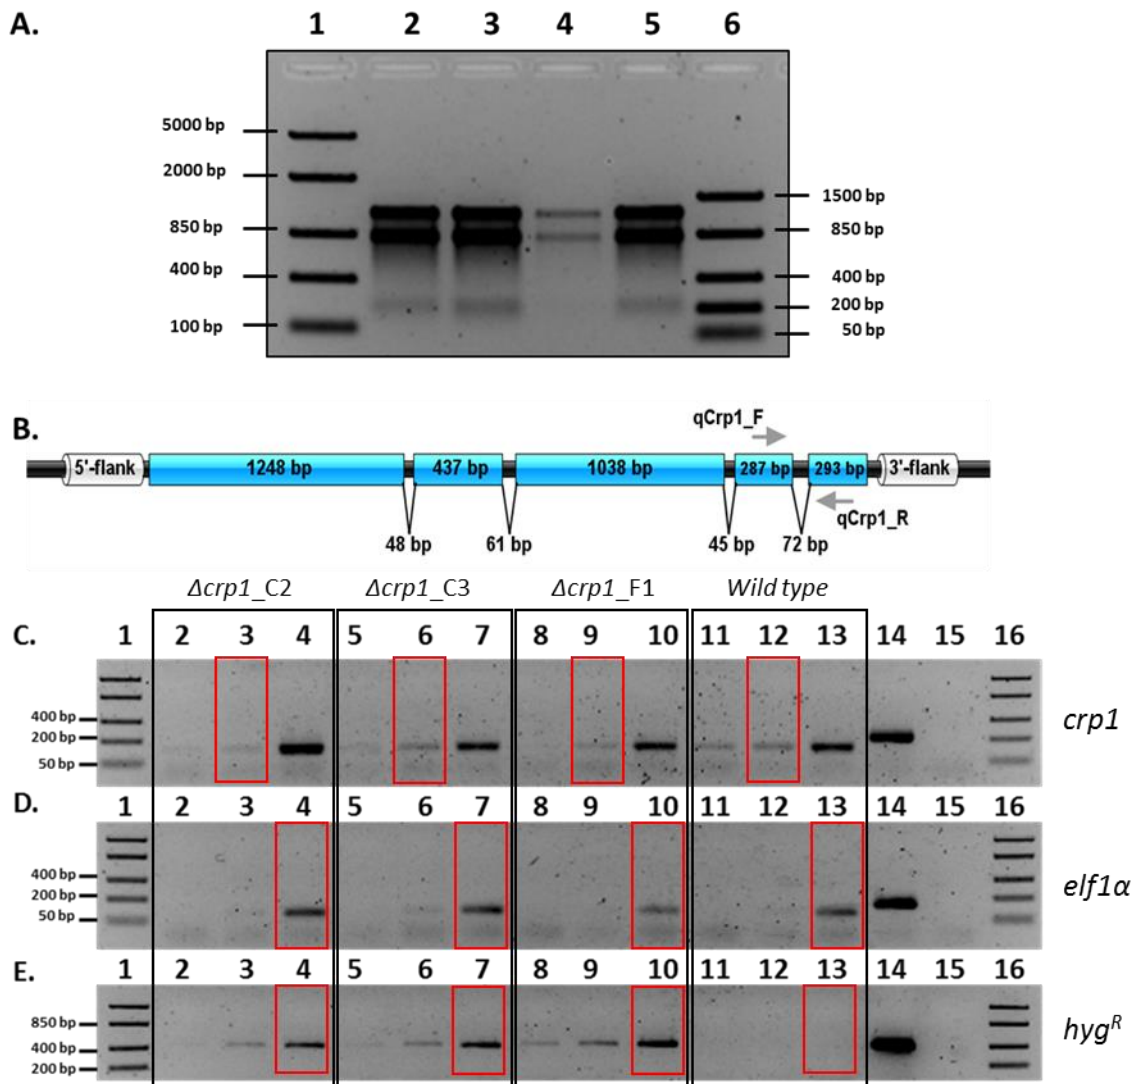 A. 1 2 3 4 5 6
5000 bp
2000 bp
850 bp
400 bp
100 bp
1500 bp
850 bp
400 bp
200 bp
50 bp
B.
qCrp1_F
5'-flank 1248 bp 437 bp 1038 bp 287 bp 293 bp 3'-flank
qCrp1_R
48 bp 61 bp 45 bp 72 bp
Δcrp1_C2 Δcrp1_C3 Δcrp1_F1 Wild type
C. 1 2 3 4 5 6 7 8 9 10 11 12 13 14 15 16
400 bp
200 bp
50 bp
crp1
D. 1 2 3 4 5 6 7 8 9 10 11 12 13 14 15 16
400 bp
200 bp
50 bp
elf1α
E. 1 2 3 4 5 6 7 8 9 10 11 12 13 14 15 16
850 bp
400 bp
200 bp
hygᴿ